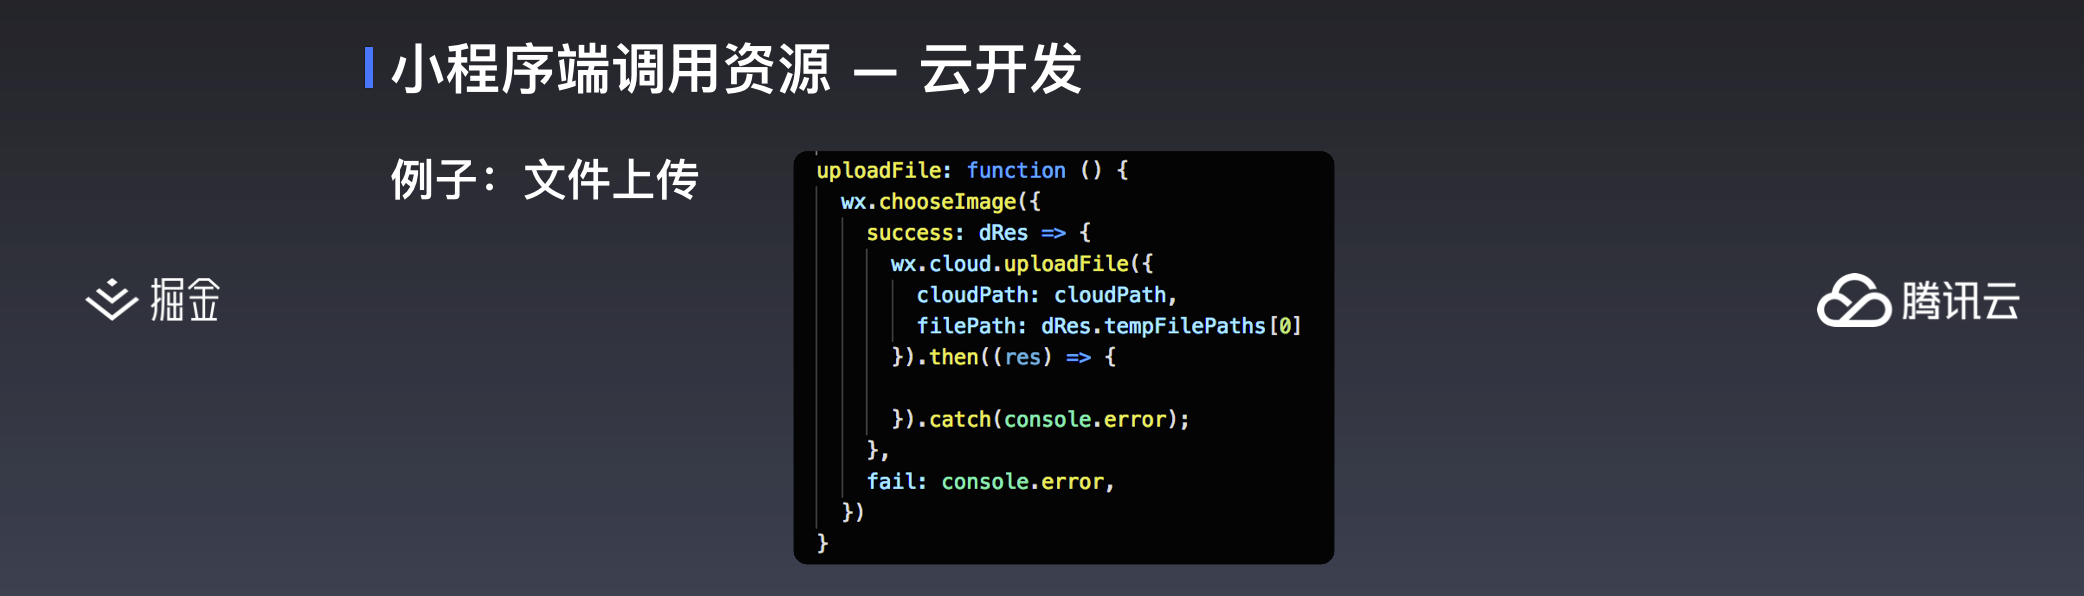 小程序端调用资源 — 云开发
例子：文件上传
uploadFile: function () {
wx.chooseImage({
success: dRes => {
wx.cloud.uploadFile({
cloudPath: cloudPath,
filePath: dRes.tempFilePaths[0]
}).then((res) => {
}).catch(console.error);
},
fail: console.error,
})
}
掘金
腾讯云